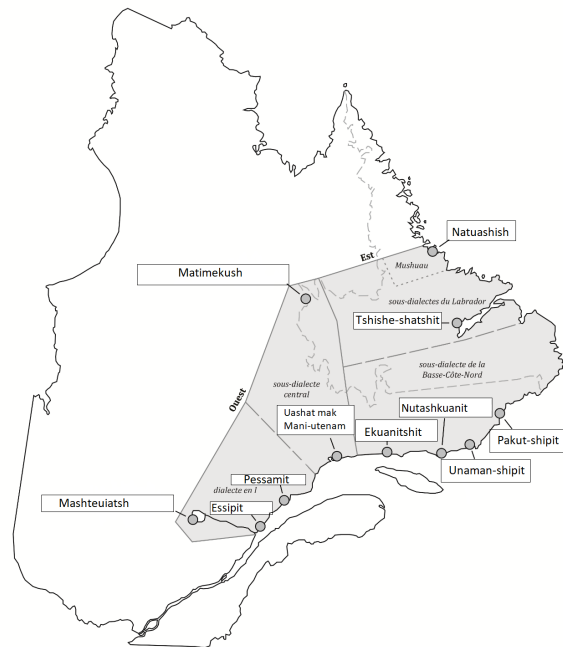 Natuashish
Est
Mushuau
Matimekush
sous-dialectes du Labrador
Tshishe-shatshit
sous-dialecte de la
Basse-Côte-Nord
Ouest
sous-dialecte
central
Nutashkuanit
Uashat mak
Mani-utenam
Ekuanitshit
Pakut-shipit
Unaman-shipit
Pessamit
dialecte en l
Mashteuiatsh
Essipit